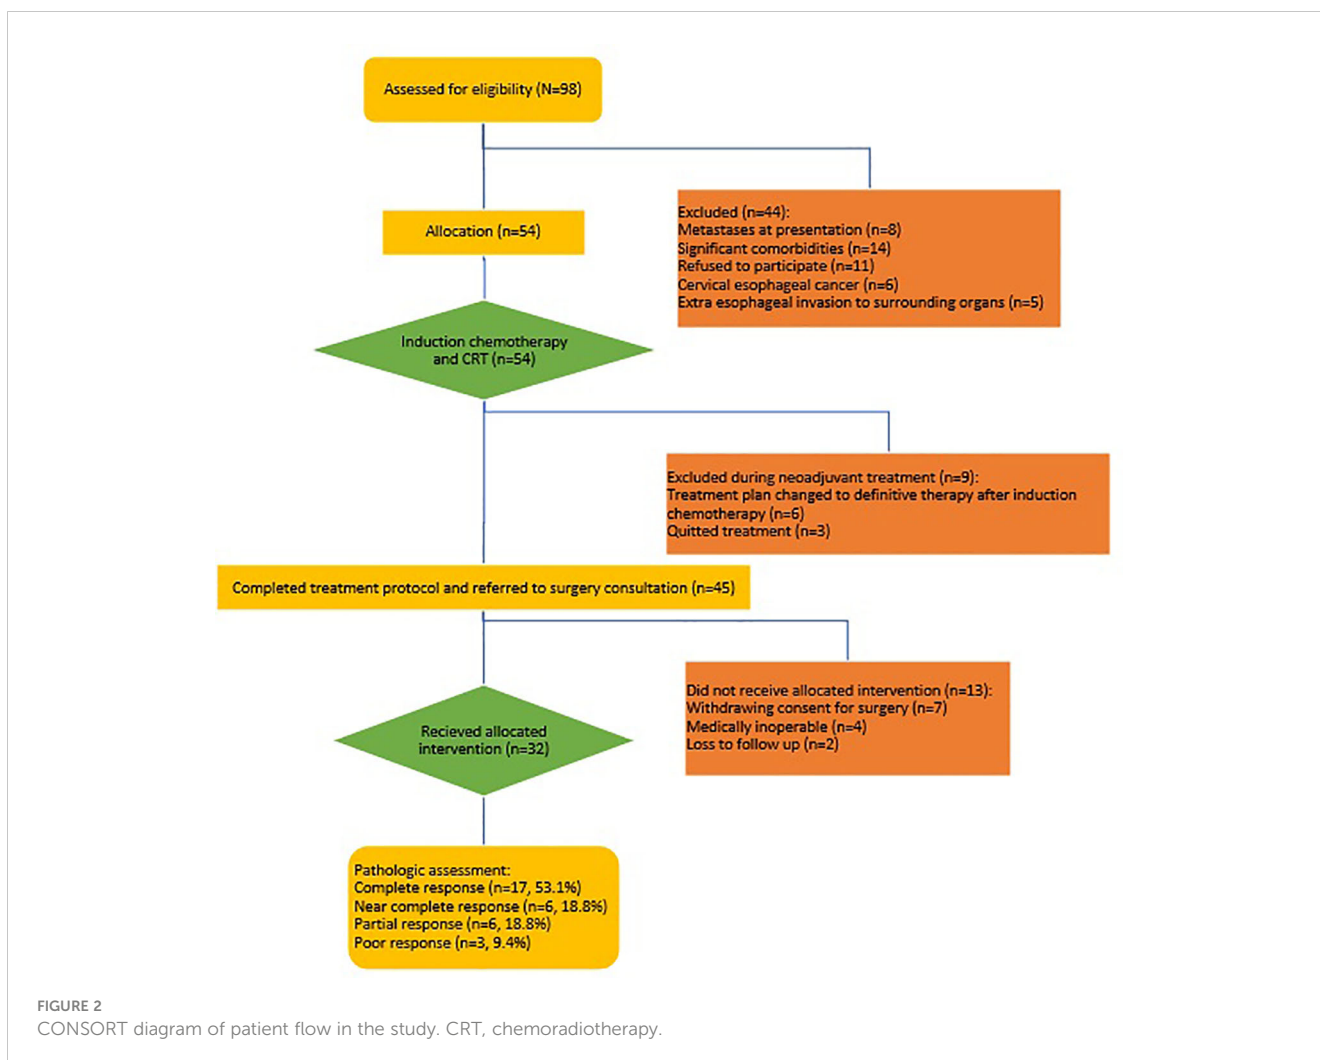 Assessed for eligibility (N=98)
Excluded (n=44):
Metastases at presentation (n=8)
Significant comorbidities (n=14)
Refused to participate (n=11)
Cervical esophageal cancer (n=6)
Extra esophageal invasion to surrounding organs (n=5)
Allocation (n=54)
Induction chemotherapy
and CRT (n=54)
Excluded during neoadjuvant treatment (n=9):
Treatment plan changed to definitive therapy after induction
chemotherapy (n=6)
Quitted treatment (n=3)
Completed treatment protocol and referred to surgery consultation (n=45)
Did not receive allocated intervention (n=13):
Withdrawing consent for surgery (n=7)
Medically inoperable (n=4)
Loss to follow up (n=2)
Recieved allocated
intervention (n=32)
Pathologic assessment:
Complete response (n=17, 53.1%)
Near complete response (n=6, 18.8%)
Partial response (n=6, 18.8%)
Poor response (n=3, 9.4%)
FIGURE 2
CONSORT diagram of patient flow in the study. CRT, chemoradiotherapy.